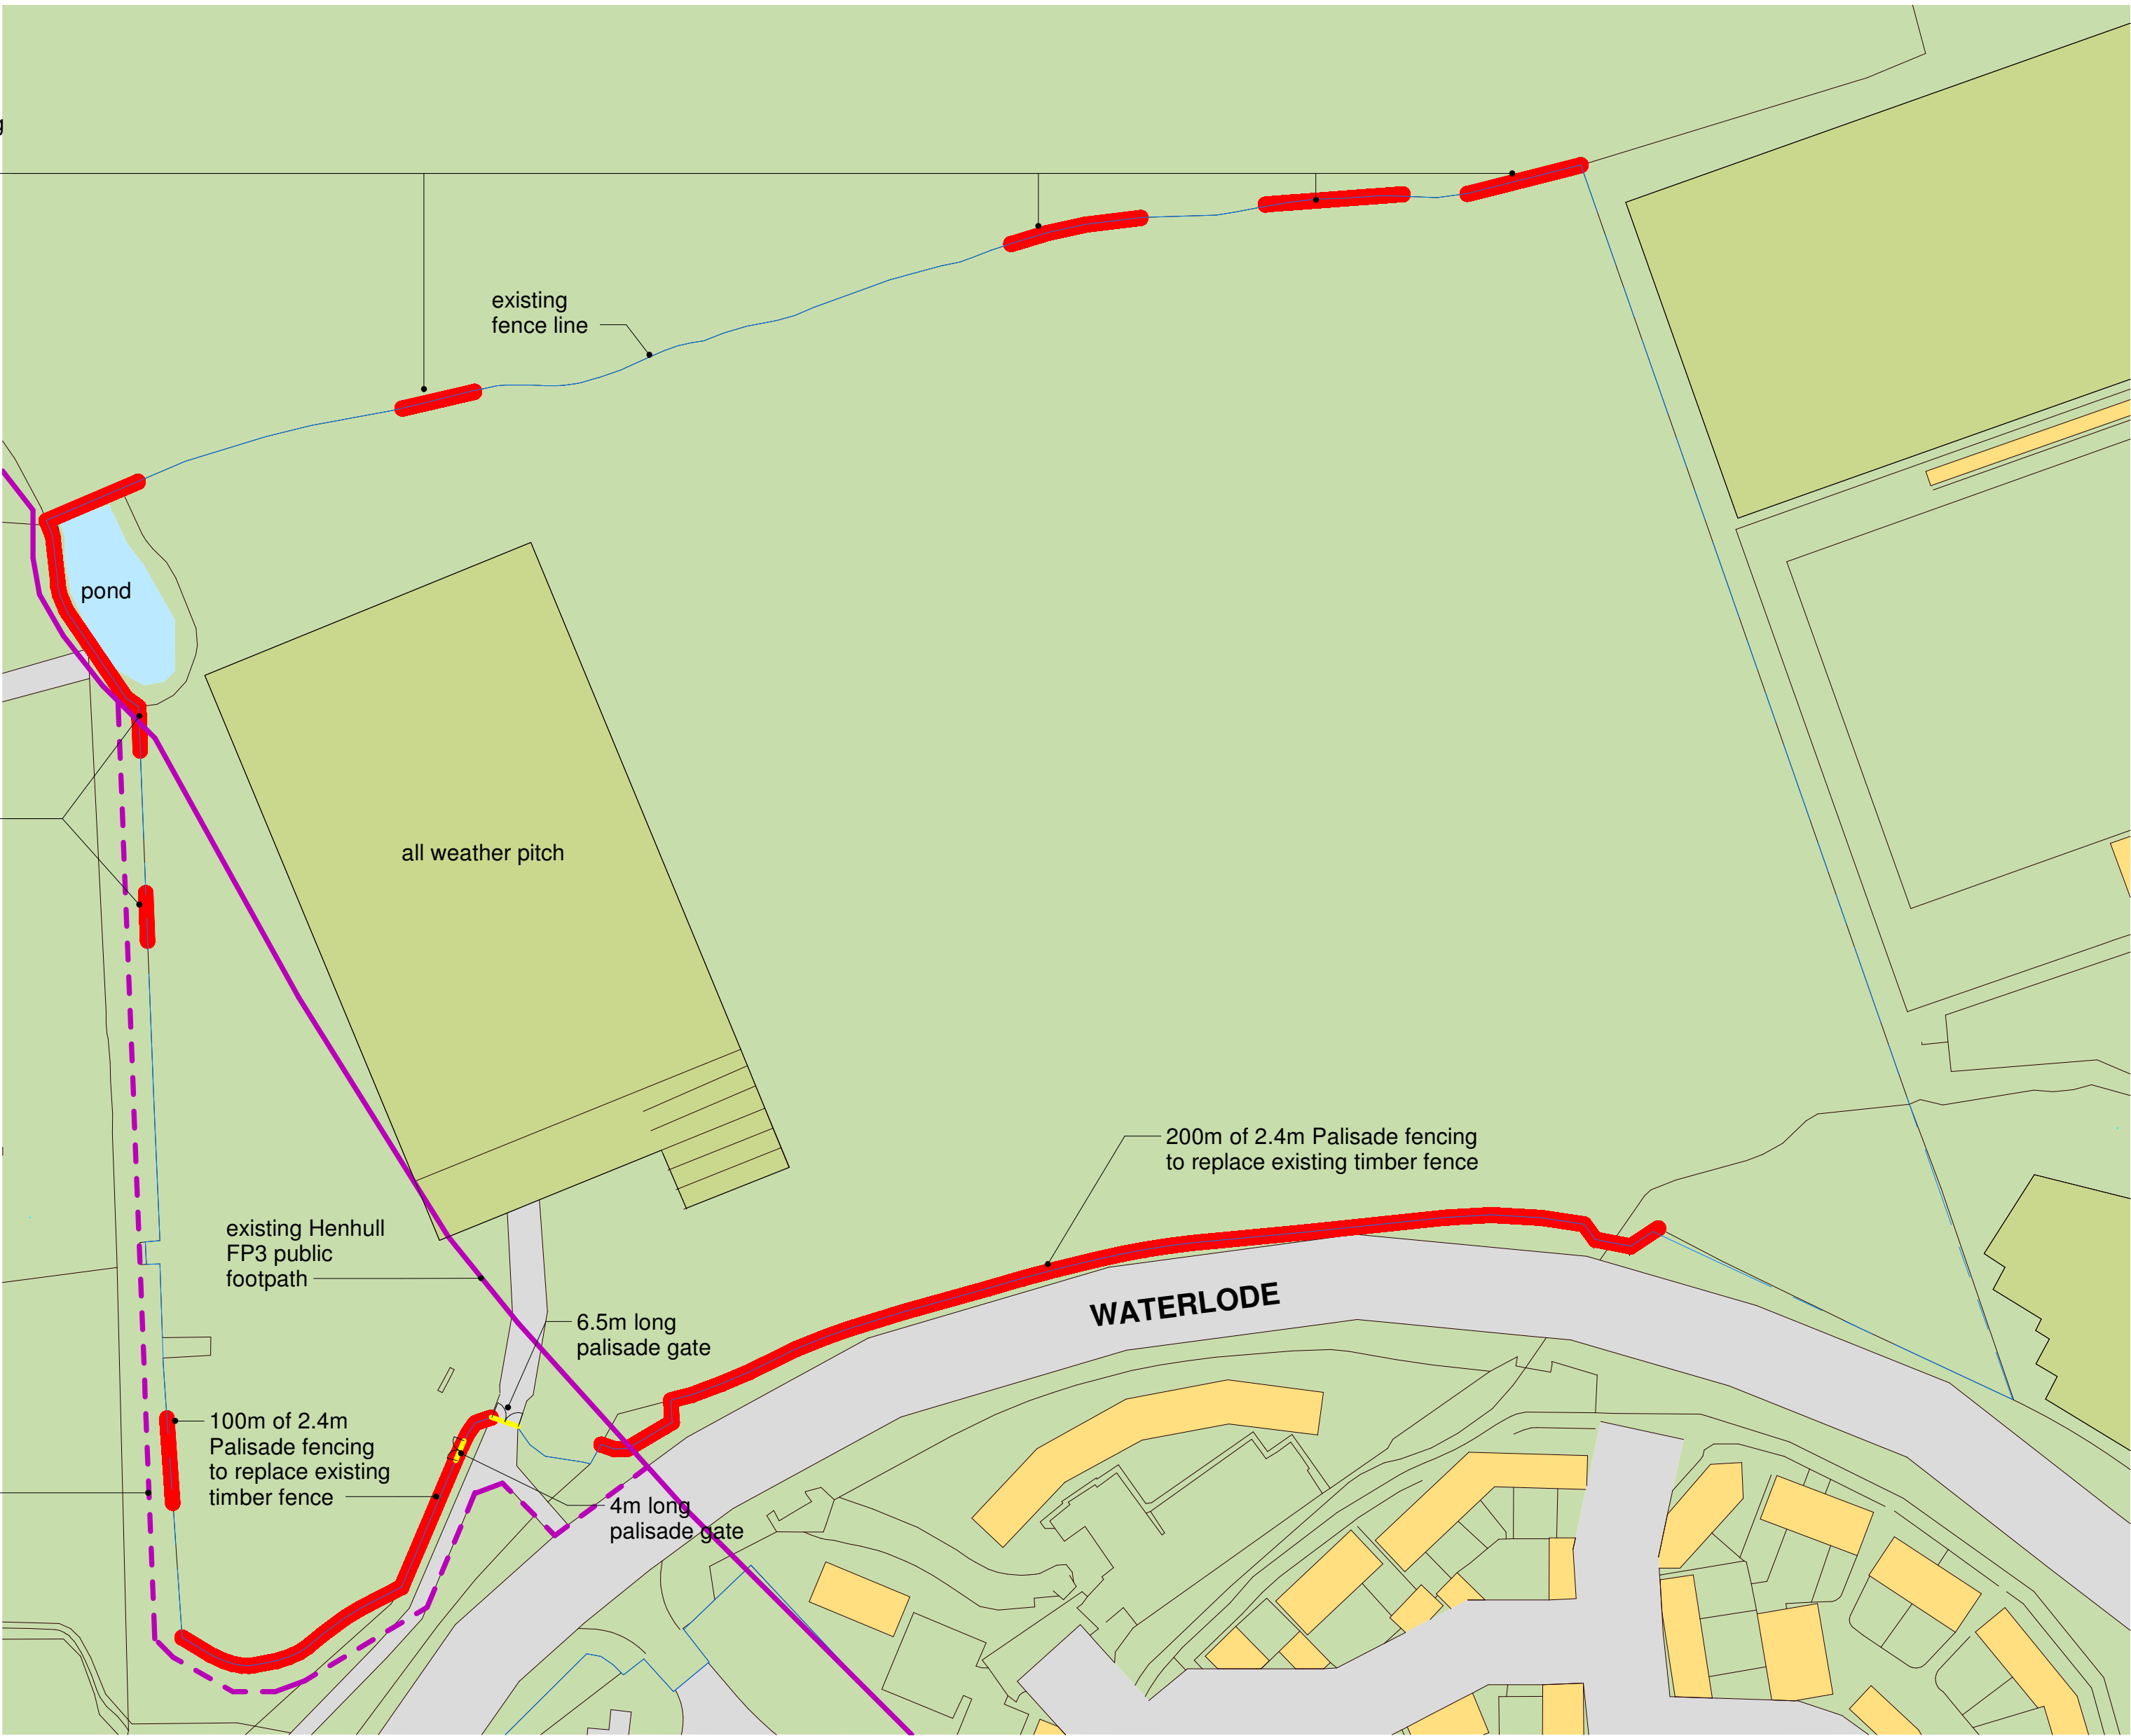 g
existing
fence line
pond
all weather pitch
200m of 2.4m Palisade fencing
to replace existing timber fence
existing Henhull
FP3 public
footpath
WATERLODE
6.5m long
palisade gate
100m of 2.4m
Palisade fencing
to replace existing
timber fence
4m long
palisade gate